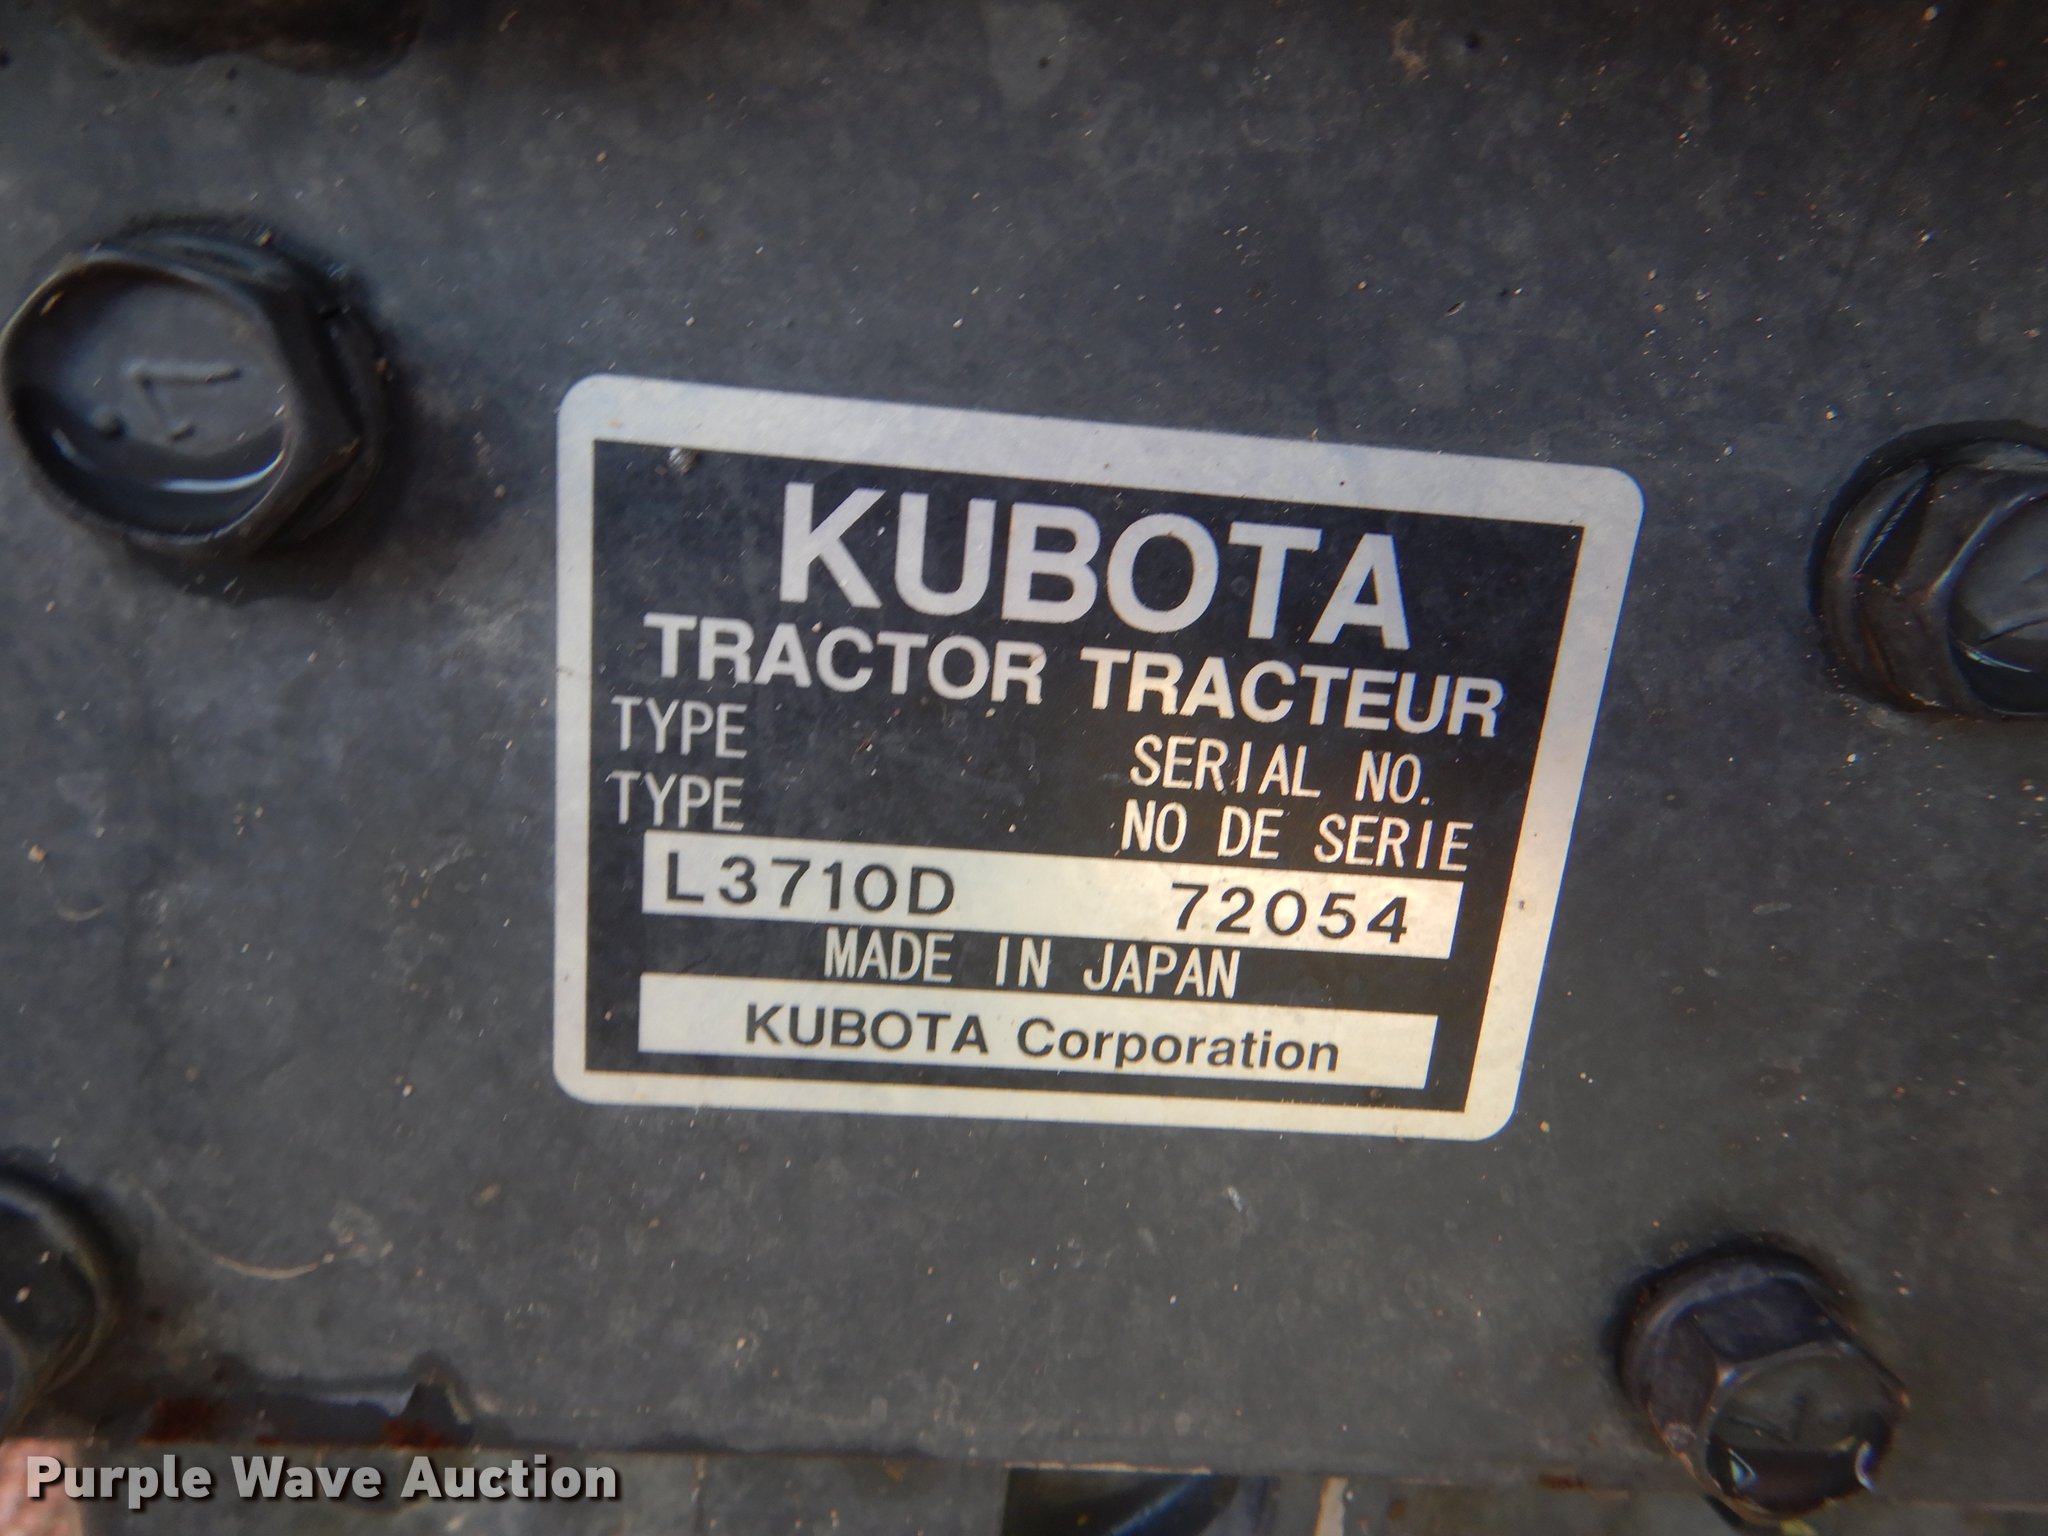 KUBOTA
TRACTOR TRACTEUR
TYPE SERIAL NO.
TYPE NO DE SERIE
L3710D 72054
MADE IN JAPAN
KUBOTA Corporation
Purple Wave Auction